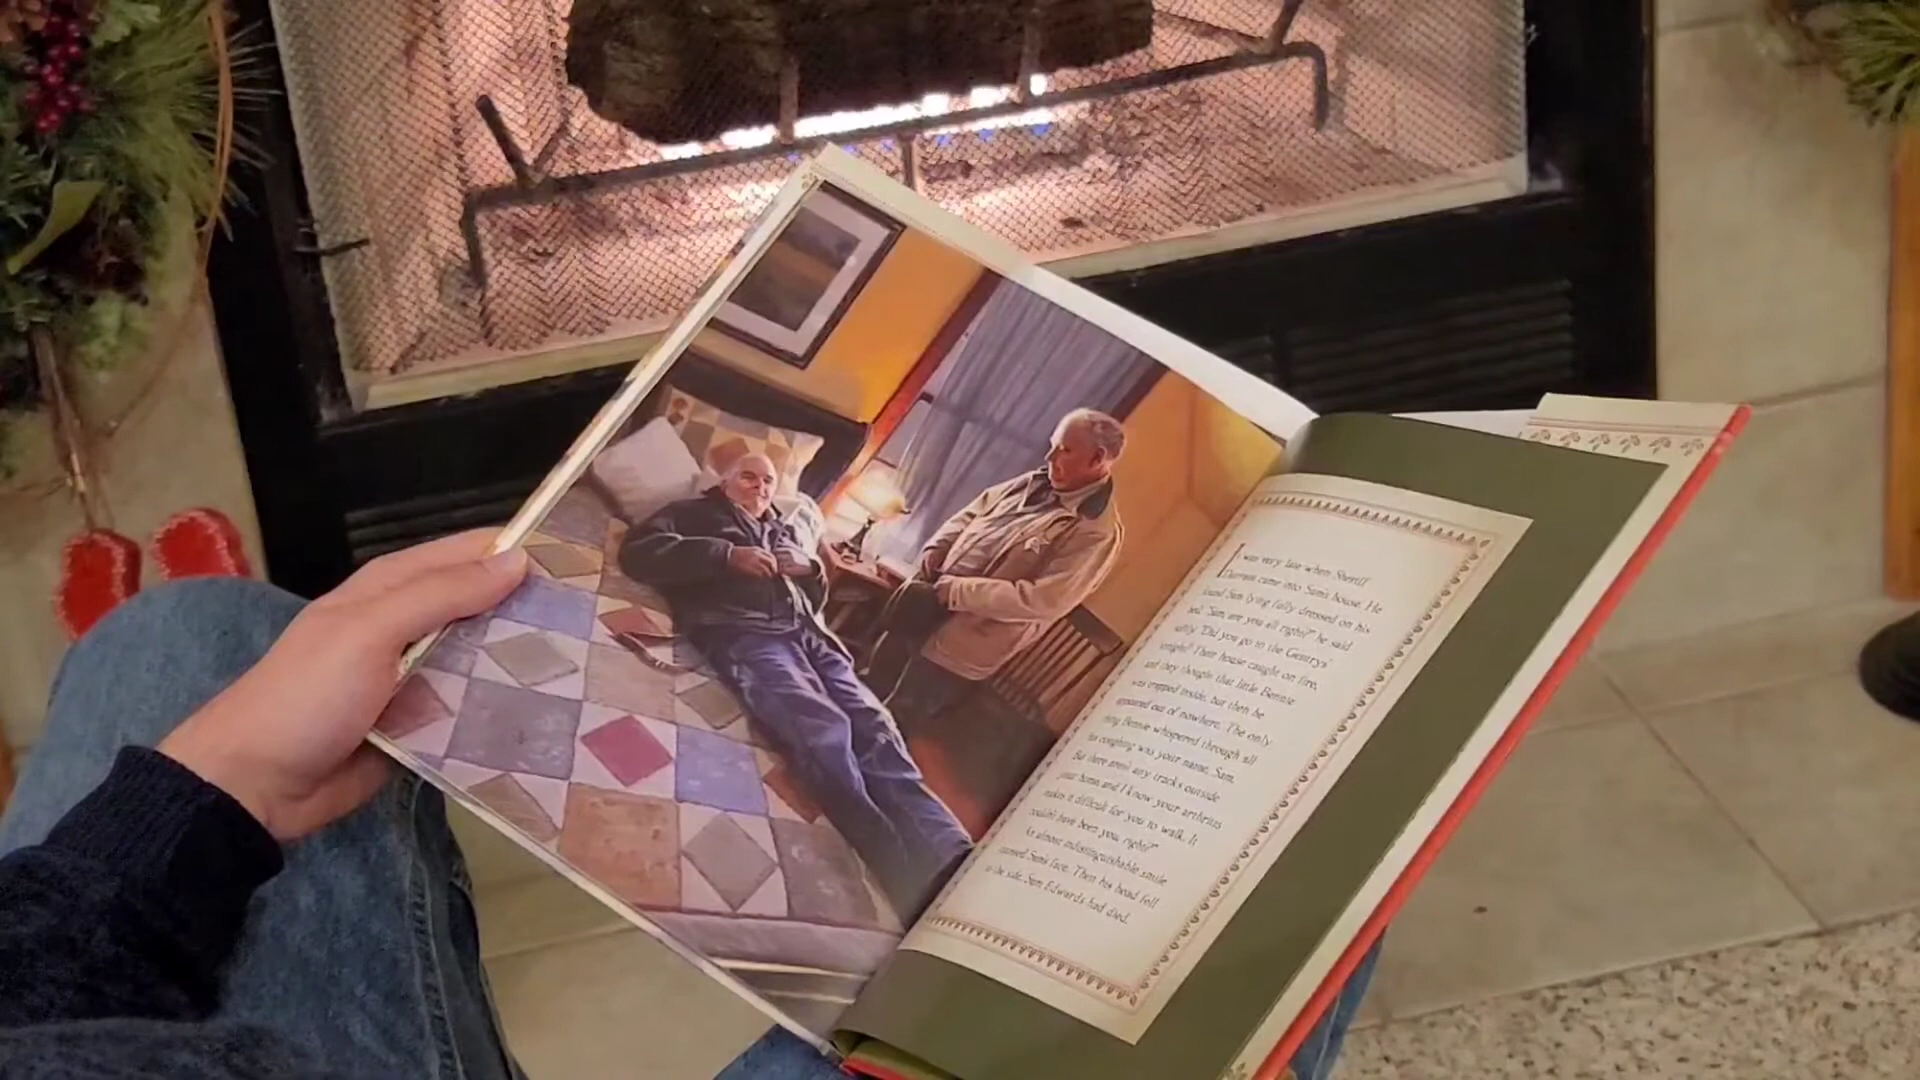 It was very late when Sheriff
Durrant came into Sam's house. He
found Sam lying fully dressed on his
bed. "Sam, are you all right?" he said
softly. "Did you go to the Gentrys'
tonight? Their house caught on fire,
and they thought that little Bennie
was trapped inside, but then he
appeared out of nowhere. The only
thing Bennie whispered through all
his coughing was your name, Sam.
But there aren't any tracks outside
your home, and I know your arthritis
makes it difficult for you to walk. It
couldn't have been you, right?"
An almost indistinguishable smile
crossed Sam's face. Then his head fell
to the side. Sam Edwards had died.